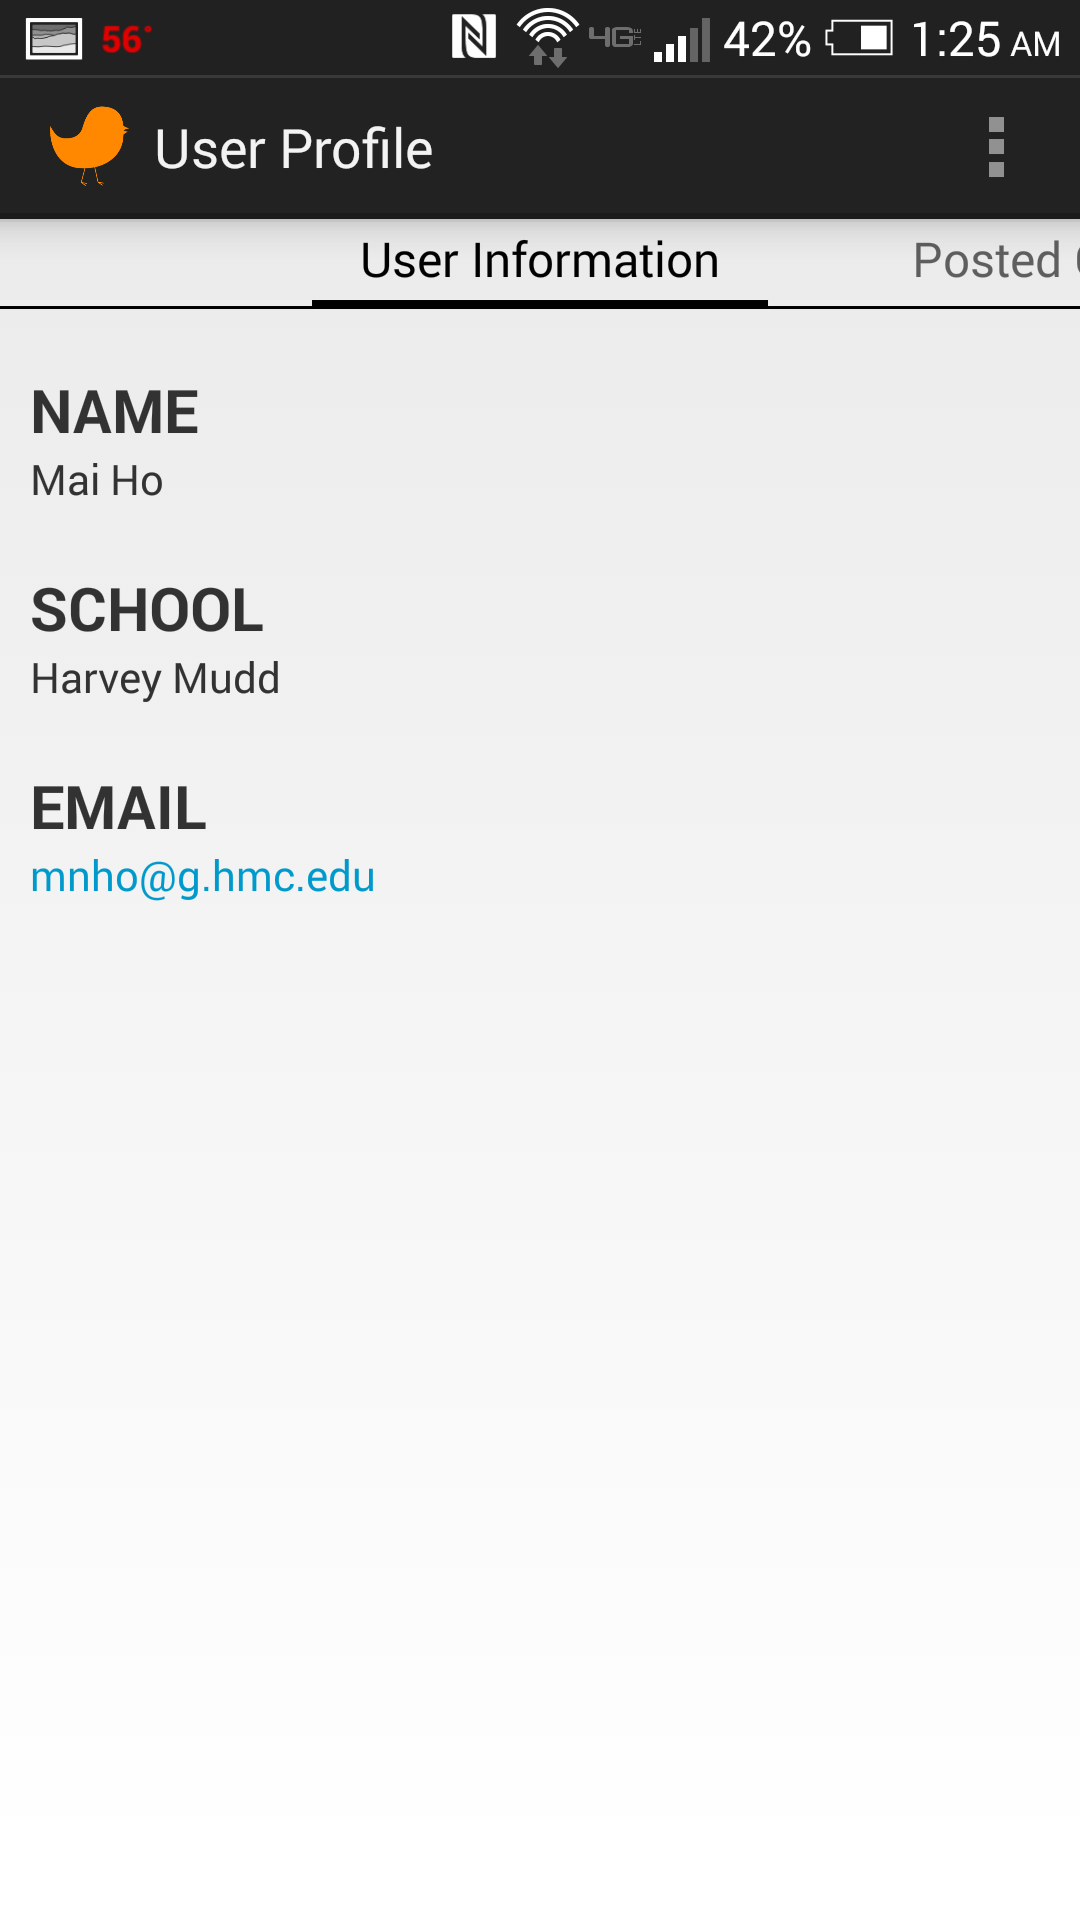 56° 4G LTE 42% 1:25 AM
User Profile
User Information Posted
NAME
Mai Ho
SCHOOL
Harvey Mudd
EMAIL
mnho@g.hmc.edu